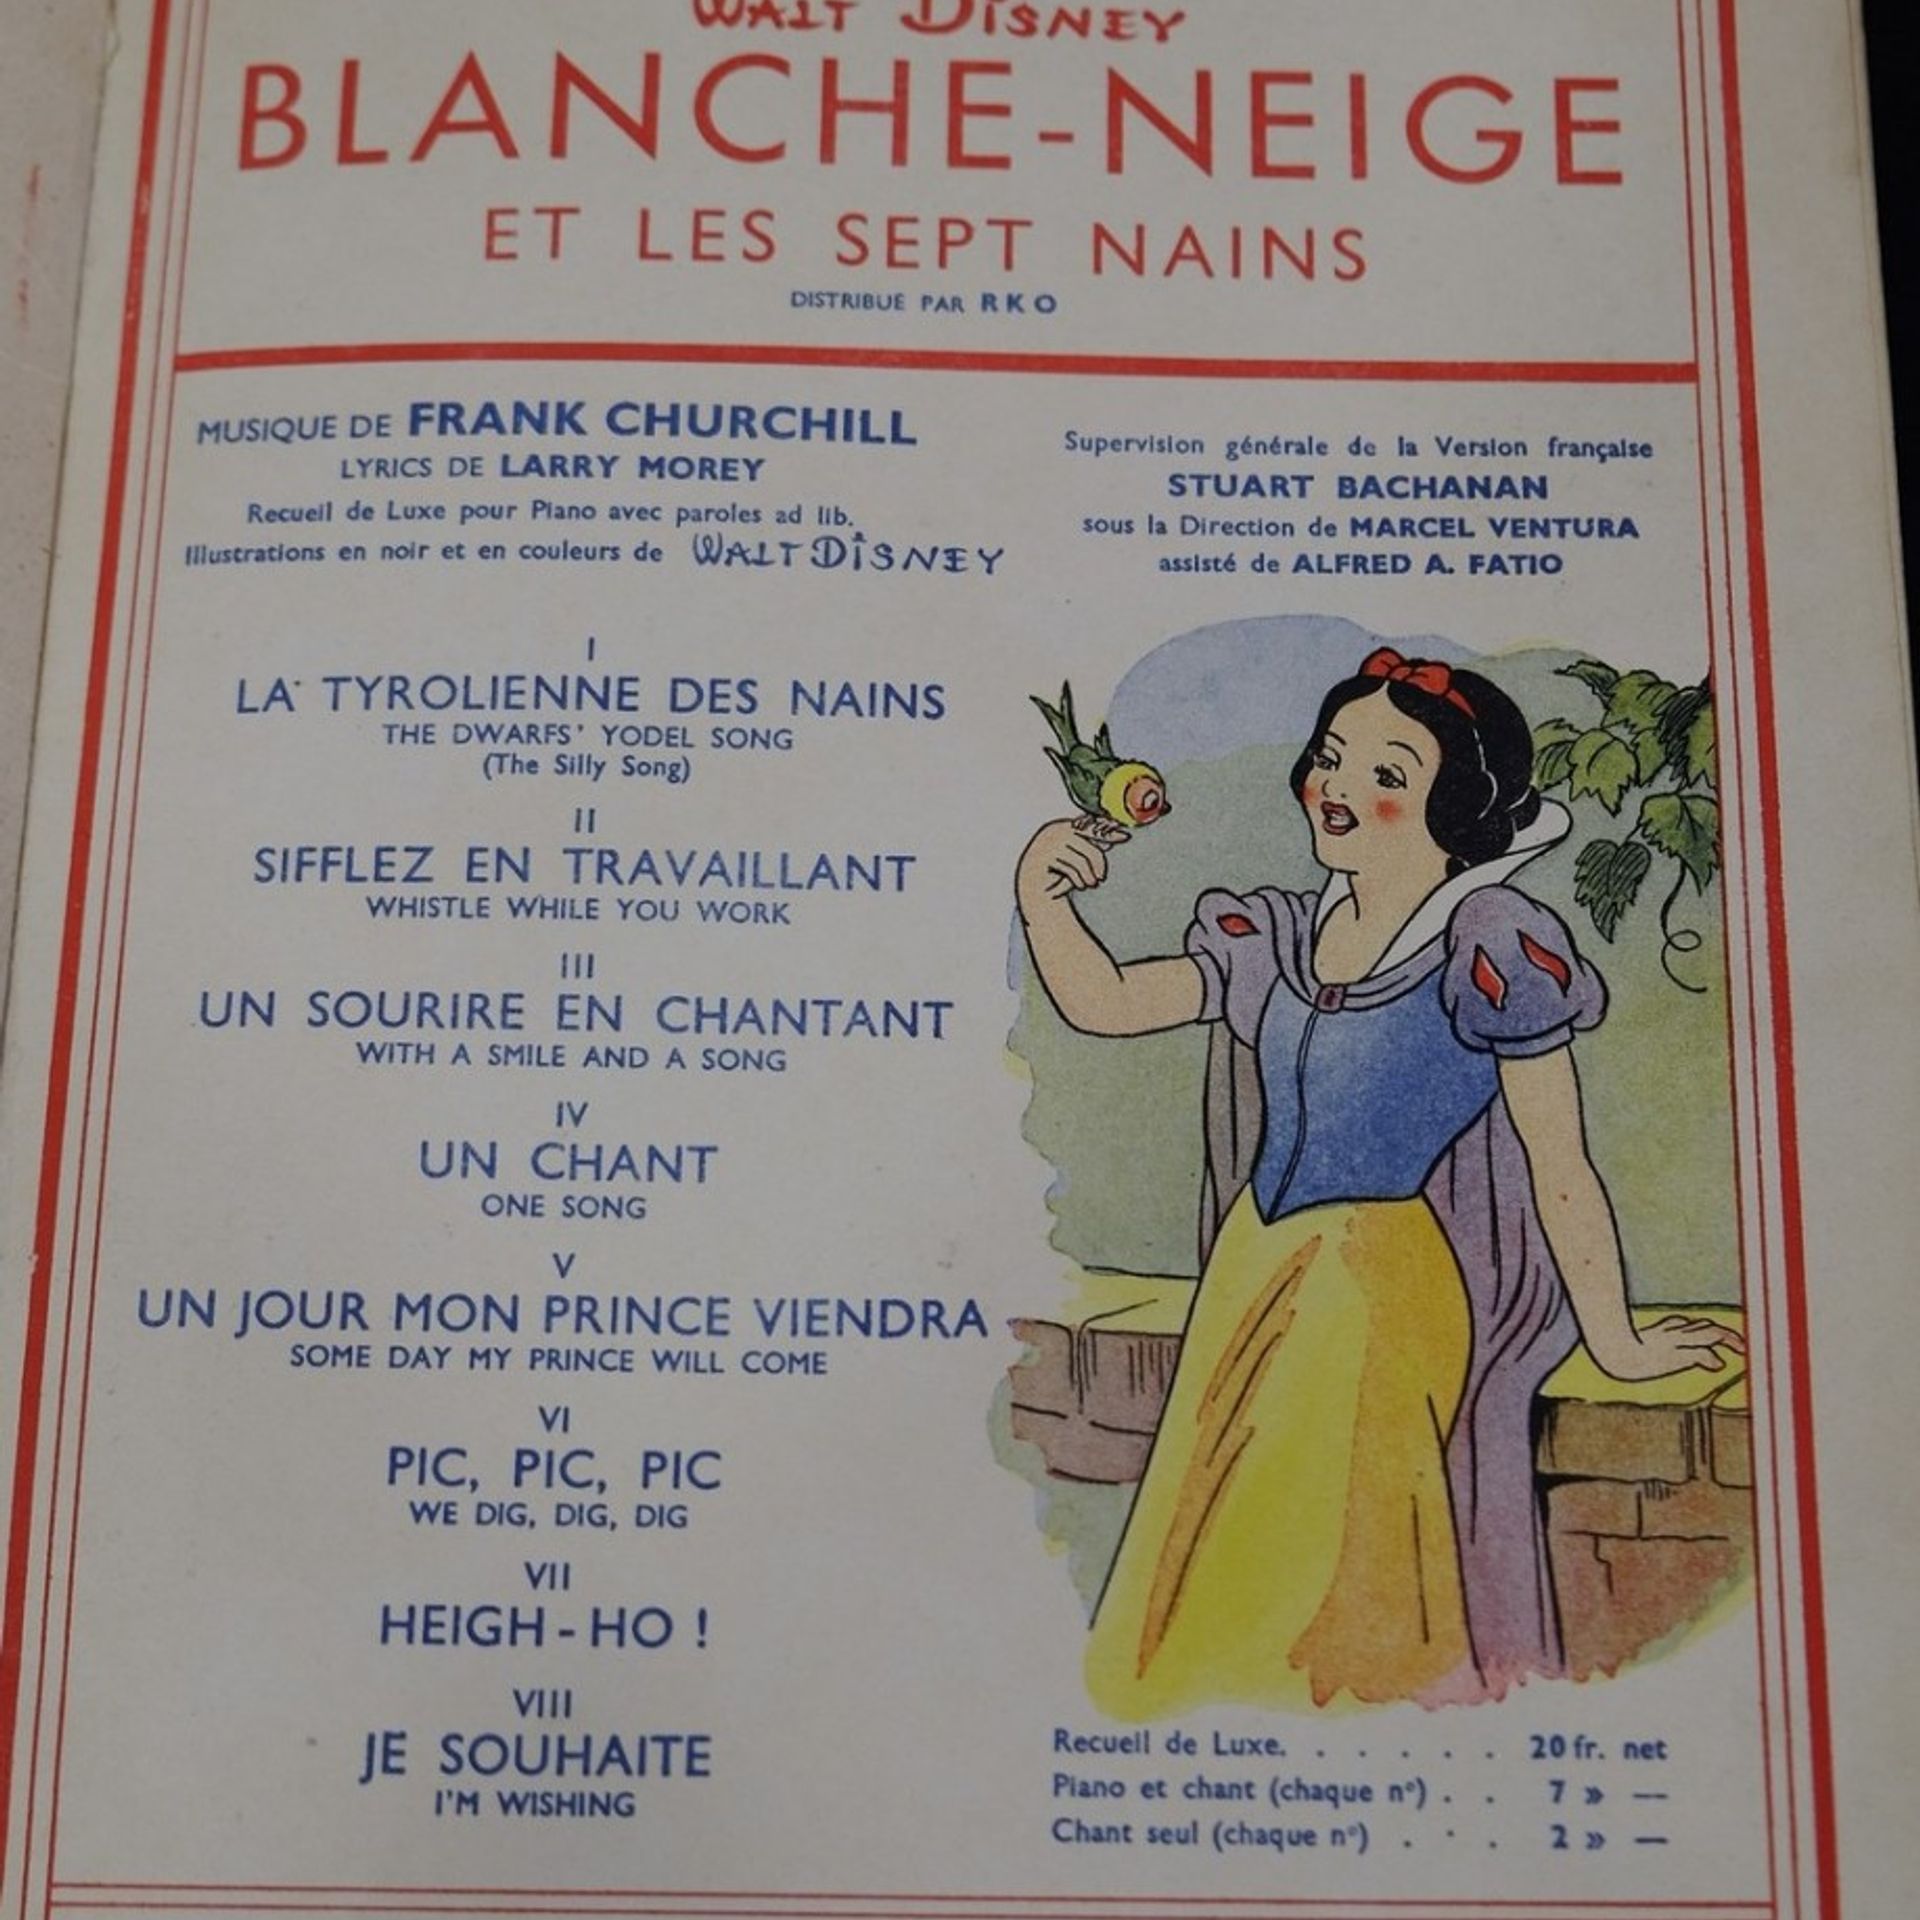 WALT DISNEY
BLANCHE-NEIGE
ET LES SEPT NAINS
DISTRIBUÉ PAR RKO
MUSIQUE DE FRANK CHURCHILL
LYRICS DE LARRY MOREY
Recueil de Luxe pour Piano avec paroles ad lib.
Illustrations en noir et en couleurs de WALT DISNEY
Supervision générale de la Version française
STUART BACHANAN
sous la Direction de MARCEL VENTURA
assisté de ALFRED A. FATIO
I
LA TYROLIENNE DES NAINS
THE DWARFS' YODEL SONG
(The Silly Song)
II
SIFFLEZ EN TRAVAILLANT
WHISTLE WHILE YOU WORK
III
UN SOURIRE EN CHANTANT
WITH A SMILE AND A SONG
IV
UN CHANT
ONE SONG
V
UN JOUR MON PRINCE VIENDRA
SOME DAY MY PRINCE WILL COME
VI
PIC, PIC, PIC
WE DIG, DIG, DIG
VII
HEIGH-HO !
VIII
JE SOUHAITE
I'M WISHING
Recueil de Luxe. . . . . . 20 fr. net
Piano et chant (chaque n°) . . 7 » —
Chant seul (chaque n°) . . . 2 » —